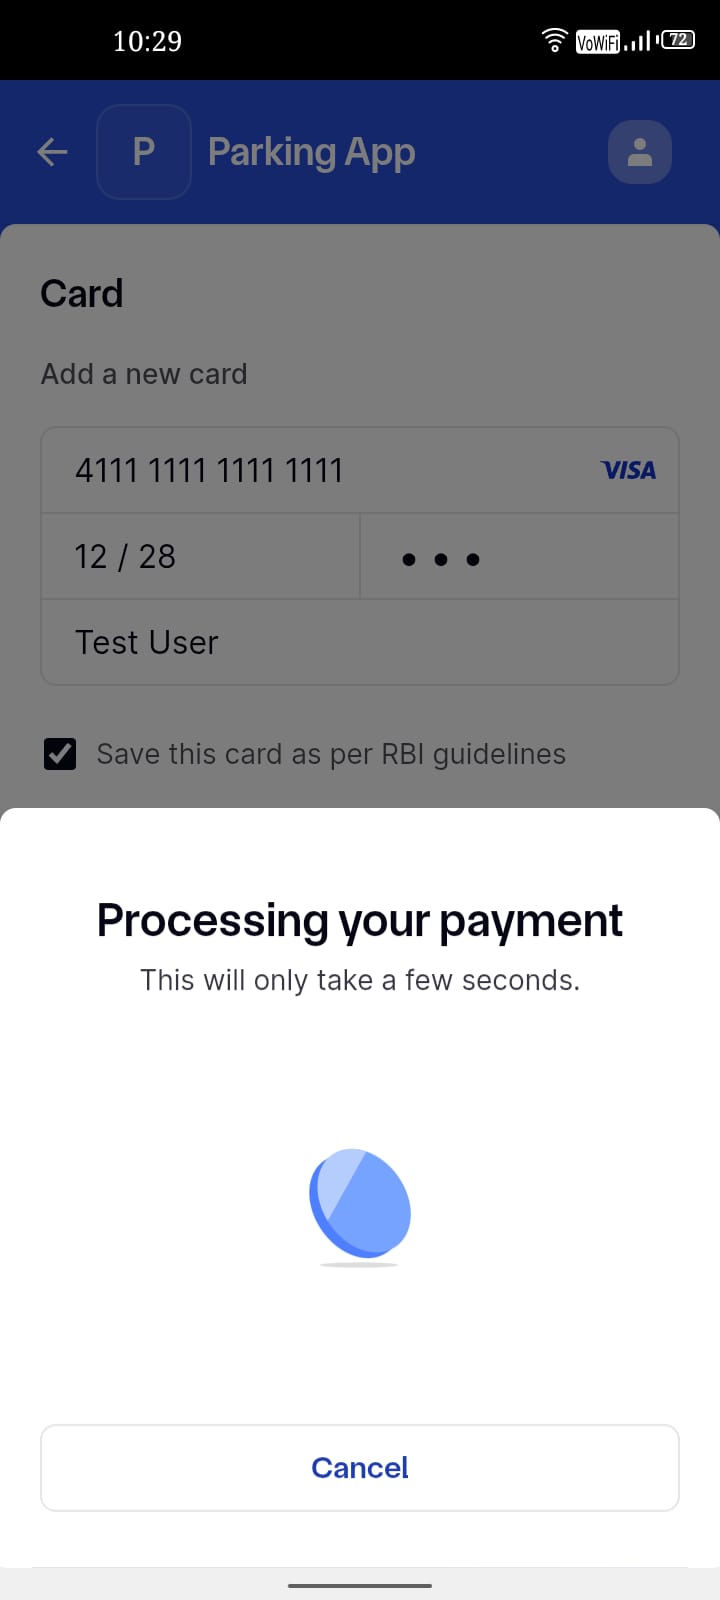 10:29
VoWiFi
72
P
Parking App
Card
Add a new card
4111 1111 1111 1111
VISA
12 / 28
Test User
Save this card as per RBI guidelines
Processing your payment
This will only take a few seconds.
Cancel